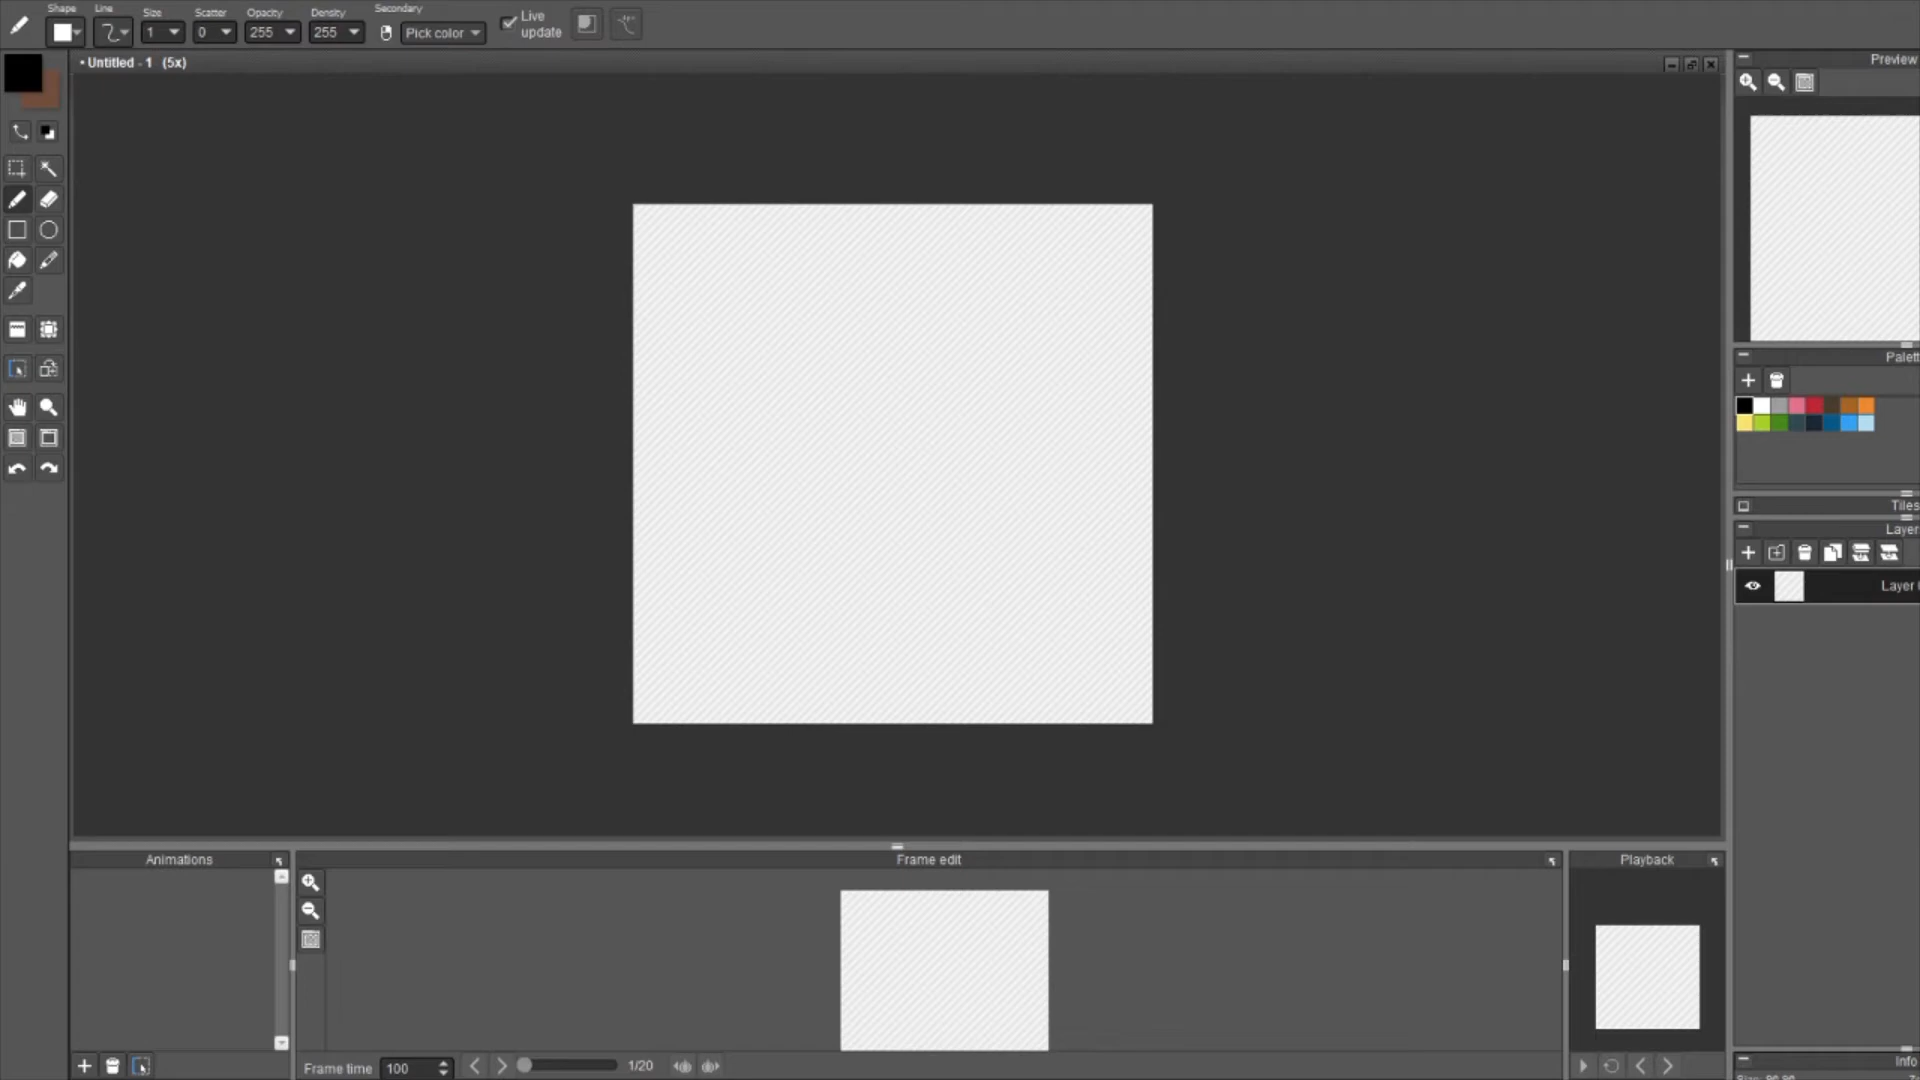 Shape Line Size Scatter Opacity Density Secondary
1 0 255 255 Pick color Live update
Untitled - 1 (5x)
Preview
Tiles
Animations Frame edit Playback
Frame time 100 1/20
Info